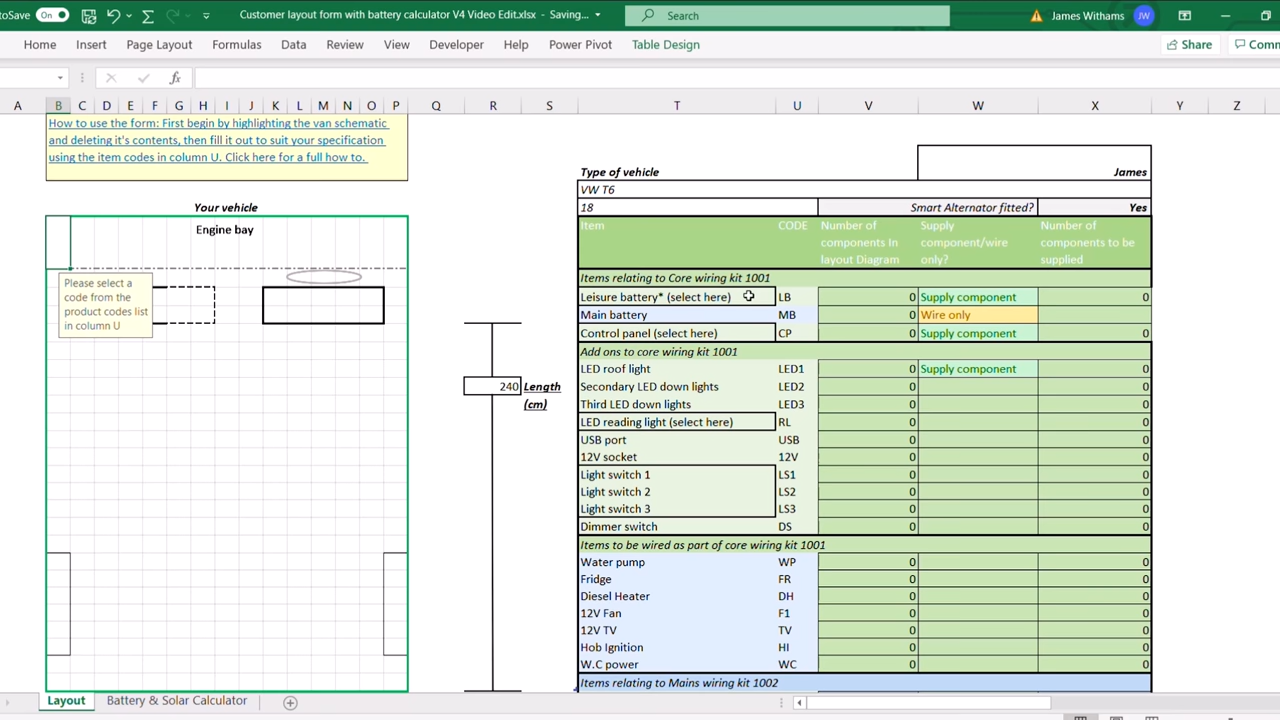 toSave On
Customer layout form with battery calculator V4 Video Edit.xlsx - Saving...
Search
James Withams JW
Home Insert Page Layout Formulas Data Review View Developer Help Power Pivot Table Design
Share Comm
fx
A B C D E F G H I J K L M N O P Q R S T U V W X Y Z
How to use the form: First begin by highlighting the van schematic
and deleting it's contents, then fill it out to suit your specification
using the item codes in column U. Click here for a full how to.
Your vehicle
Engine bay
Please select a
code from the
product codes list
in column U
240 Length
(cm)
Type of vehicle James
VW T6
18 Smart Alternator fitted? Yes
Item CODE Number of components In layout Diagram Supply component/wire only? Number of components to be supplied
Items relating to Core wiring kit 1001
Leisure battery* (select here) LB 0 Supply component 0
Main battery MB 0 Wire only
Control panel (select here) CP 0 Supply component 0
Add ons to core wiring kit 1001
LED roof light LED1 0 Supply component 0
Secondary LED down lights LED2 0 0
Third LED down lights LED3 0 0
LED reading light (select here) RL 0 0
USB port USB 0 0
12V socket 12V 0 0
Light switch 1 LS1 0 0
Light switch 2 LS2 0 0
Light switch 3 LS3 0 0
Dimmer switch DS 0 0
Items to be wired as part of core wiring kit 1001
Water pump WP 0 0
Fridge FR 0 0
Diesel Heater DH 0 0
12V Fan F1 0 0
12V TV TV 0 0
Hob Ignition HI 0 0
W.C power WC 0 0
Items relating to Mains wiring kit 1002
Layout Battery & Solar Calculator